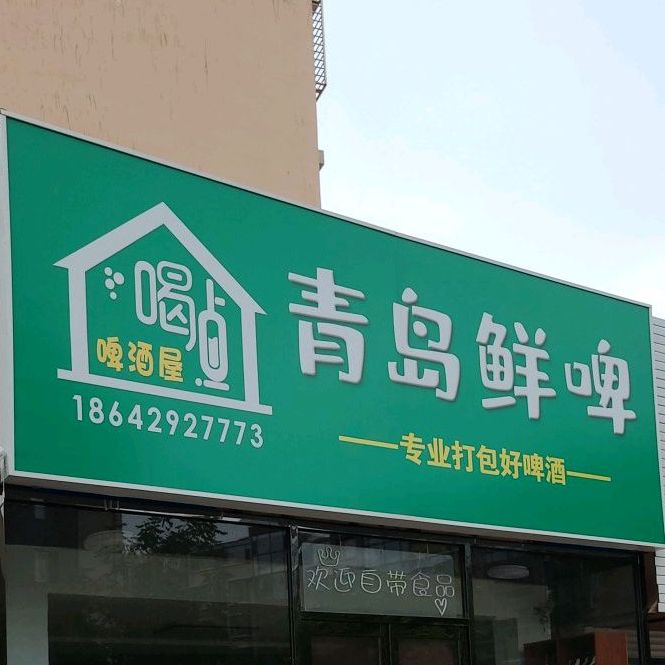 喝点
啤酒屋
18642927773
青岛鲜啤
专业打包好啤酒
欢迎自带食品